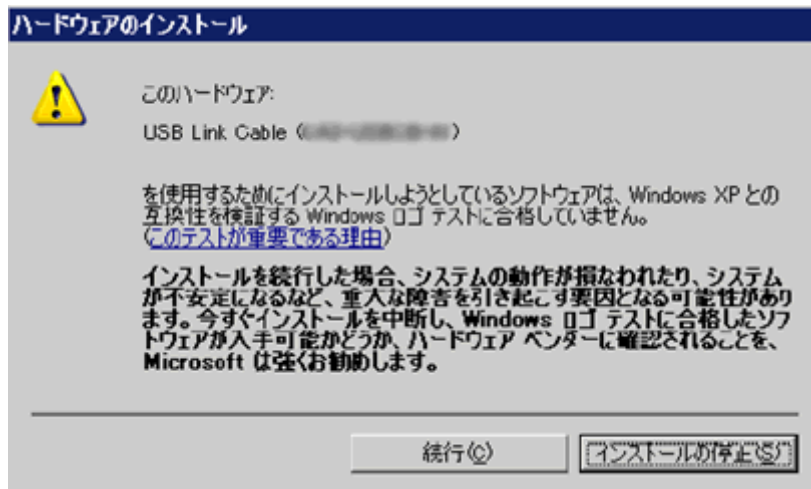 ハードウェアのインストール
このハードウェア:
USB Link Cable ( )
を使用するためにインストールしようとしているソフトウェアは、Windows XP との
互換性を検証する Windows ロゴ テストに合格していません。
(このテストが重要である理由)
インストールを続行した場合、システムの動作が損なわれたり、システム
が不安定になるなど、重大な障害を引き起こす要因となる可能性があり
ます。今すぐインストールを中断し、Windows ロゴ テストに合格したソフ
トウェアが入手可能かどうか、ハードウェア ベンダーに確認されることを、
Microsoft は強くお勧めします。
続行(C)
インストールの停止(S)